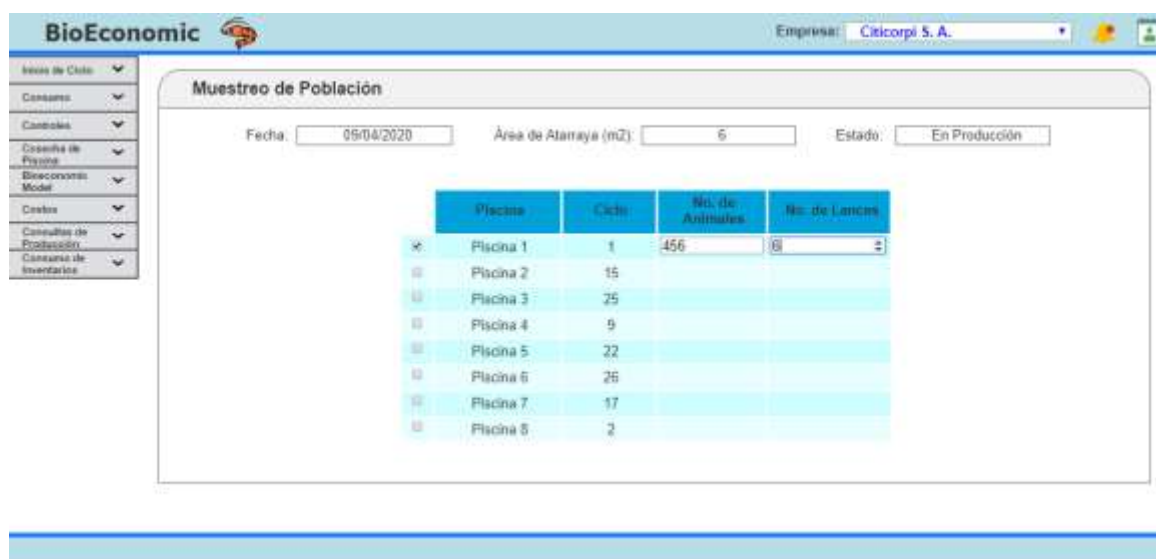 BioEconomic
Empresa: Citicorpi S. A.
Inicio de Ciclo
Consumo
Controles
Cosecha de
Piscina
Bioeconomic
Model
Costos
Consultas de
Producción
Consumo de
Inventarios
Muestreo de Población
Fecha: 09/04/2020 Área de Atarraya (m2): 6 Estado: En Producción
Piscina Ciclo No. de Animales No. de Lances
Piscina 1 1 456 6
Piscina 2 15
Piscina 3 25
Piscina 4 9
Piscina 5 22
Piscina 6 26
Piscina 7 17
Piscina 8 2